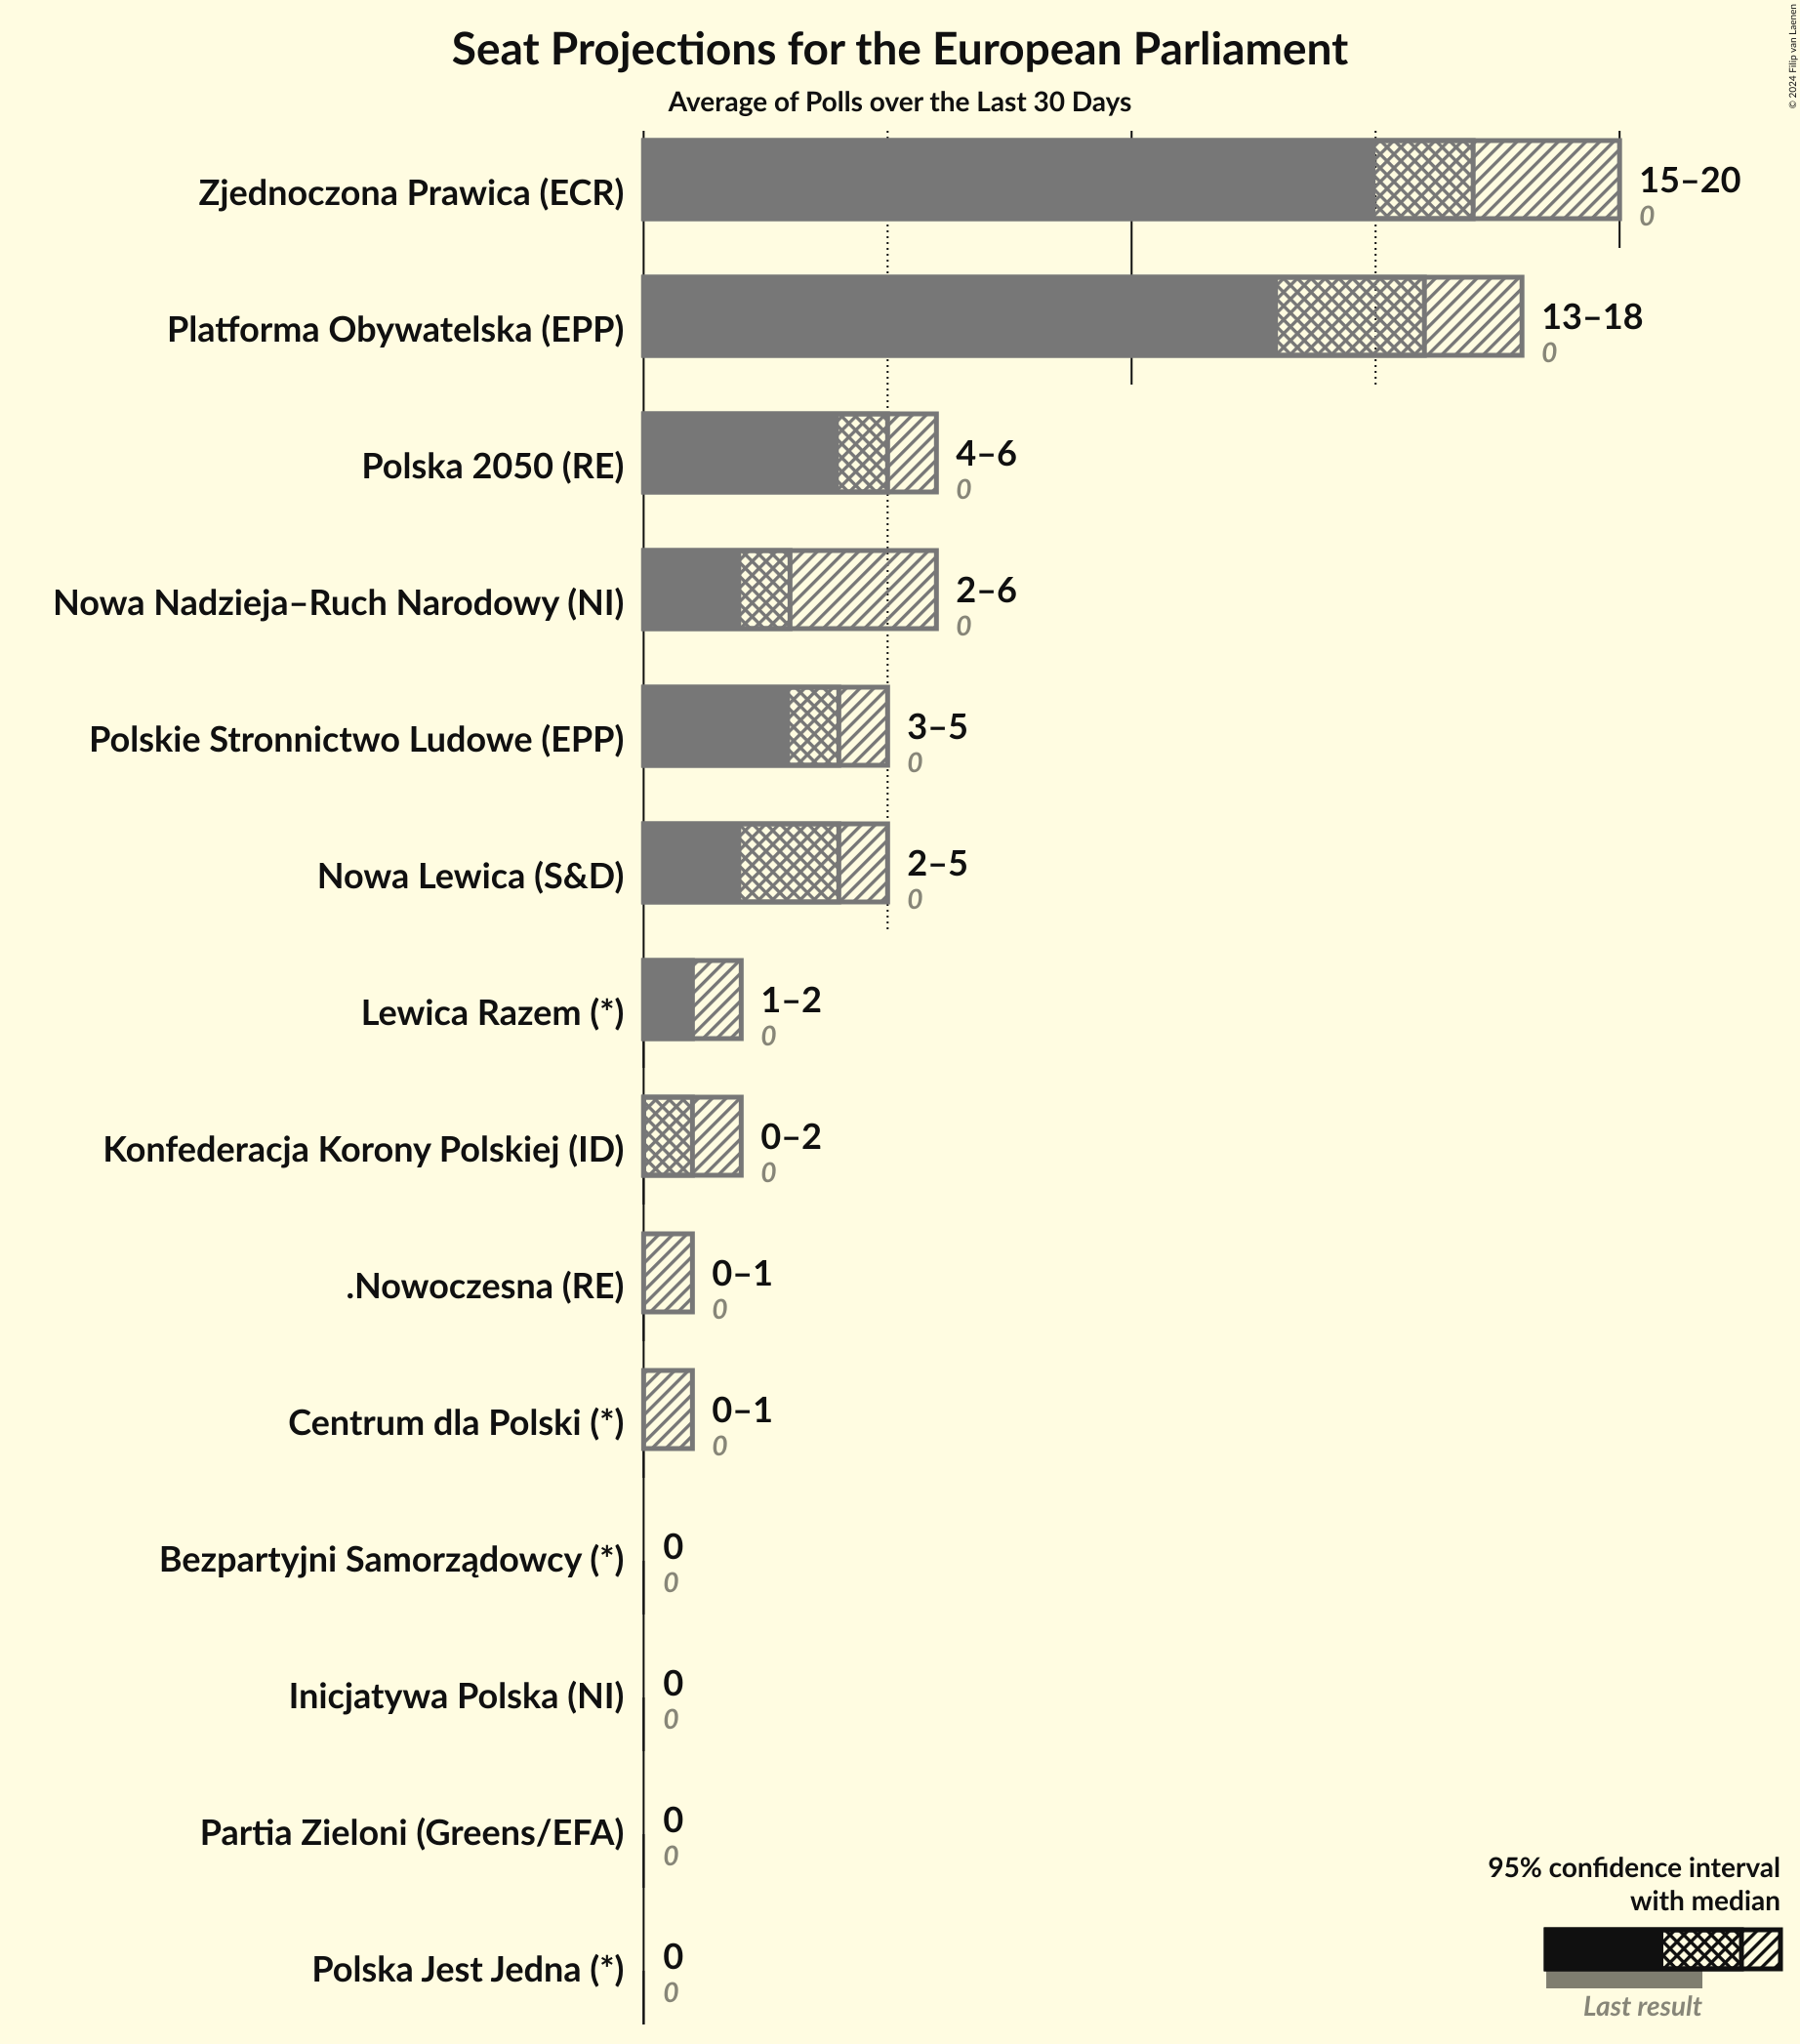 Seat Projections for the European Parliament
Average of Polls over the Last 30 Days
© 2024 Filip van Laenen
Zjednoczona Prawica (ECR)
15–20
0
Platforma Obywatelska (EPP)
13–18
0
Polska 2050 (RE)
4–6
0
Nowa Nadzieja–Ruch Narodowy (NI)
2–6
0
Polskie Stronnictwo Ludowe (EPP)
3–5
0
Nowa Lewica (S&D)
2–5
0
Lewica Razem (*)
1–2
0
Konfederacja Korony Polskiej (ID)
0–2
0
.Nowoczesna (RE)
0–1
0
Centrum dla Polski (*)
0–1
0
Bezpartyjni Samorządowcy (*)
0
0
Inicjatywa Polska (NI)
0
0
Partia Zieloni (Greens/EFA)
0
0
Polska Jest Jedna (*)
0
0
95% confidence interval
with median
Last result